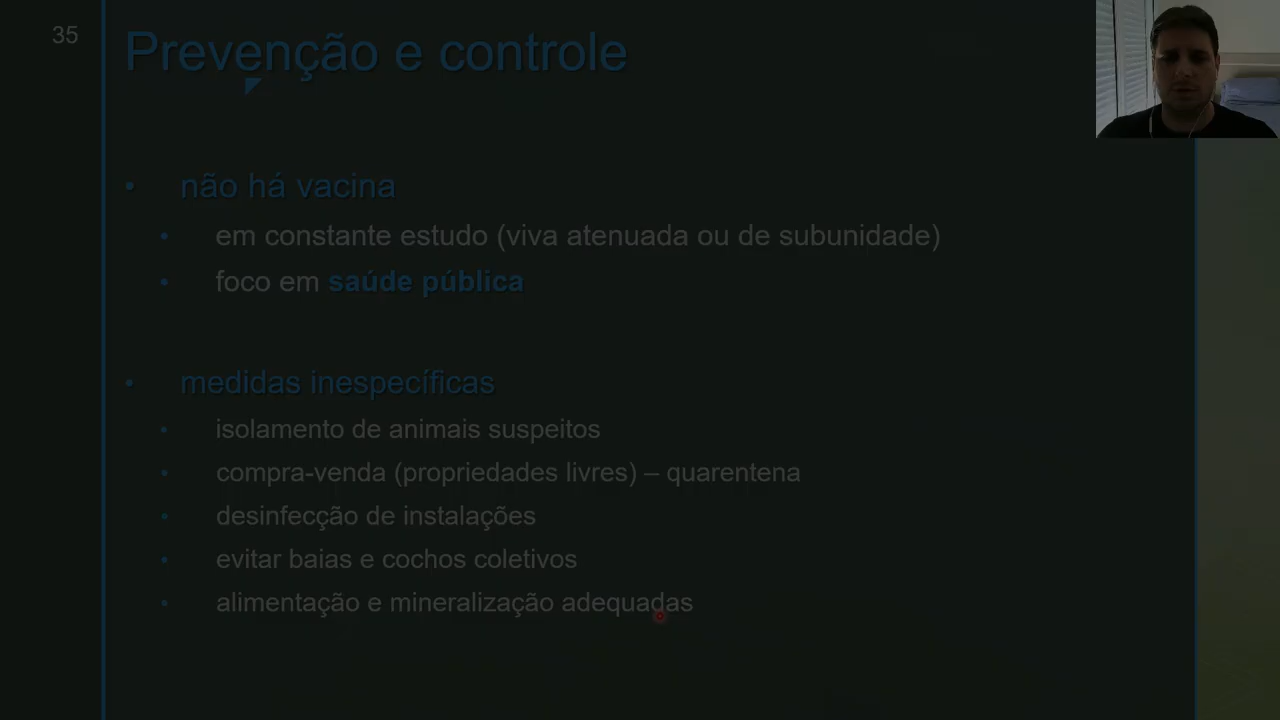 35
Prevenção e controle
• não há vacina
• em constante estudo (viva atenuada ou de subunidade)
• foco em saúde pública
• medidas inespecíficas
• isolamento de animais suspeitos
• compra-venda (propriedades livres) – quarentena
• desinfecção de instalações
• evitar baias e cochos coletivos
• alimentação e mineralização adequadas